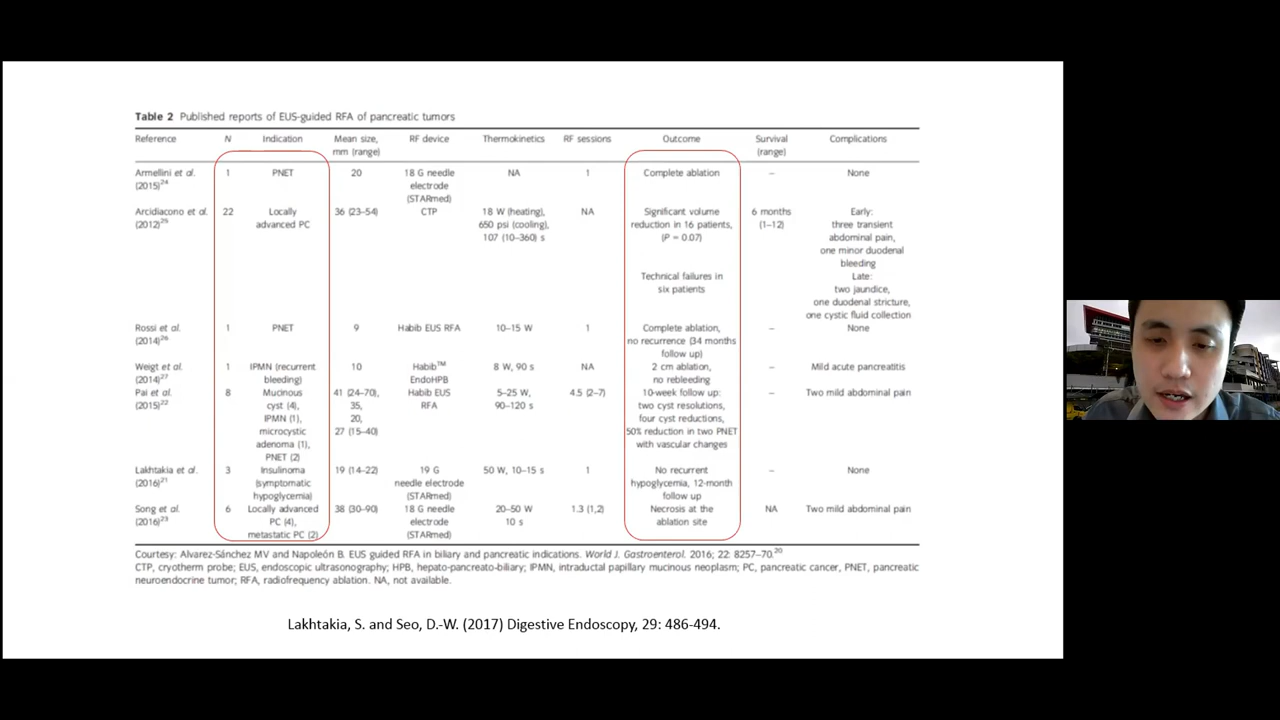 Table 2 Published reports of EUS-guided RFA of pancreatic tumors
Reference N Indication Mean size, mm (range) RF device Thermokinetics RF sessions Outcome Survival (range) Complications
Armellini et al. (2015)24 1 PNET 20 18 G needle electrode (STARmed) NA 1 Complete ablation – None
Arcidiacono et al. (2012)25 22 Locally advanced PC 36 (23–54) CTP 18 W (heating), 650 psi (cooling), 107 (10–360) s NA Significant volume reduction in 16 patients, (P = 0.07) Technical failures in six patients 6 months (1–12) Early: three transient abdominal pain, one minor duodenal bleeding Late: two jaundice, one duodenal stricture, one cystic fluid collection
Rossi et al. (2014)26 1 PNET 9 Habib EUS RFA 10–15 W 1 Complete ablation, no recurrence (34 months follow up) – None
Weigt et al. (2014)27 1 IPMN (recurrent bleeding) 10 Habib™ EndoHPB 8 W, 90 s NA 2 cm ablation, no rebleeding – Mild acute pancreatitis
Pai et al. (2015)22 8 Mucinous cyst (4), IPMN (1), microcystic adenoma (1), PNET (2) 41 (24–70), 35, 20, 27 (15–40) Habib EUS RFA 5–25 W, 90–120 s 4.5 (2–7) 10-week follow up: two cyst resolutions, four cyst reductions, 50% reduction in two PNET with vascular changes – Two mild abdominal pain
Lakhtakia et al. (2016)21 3 Insulinoma (symptomatic hypoglycemia) 19 (14–22) 19 G needle electrode (STARmed) 50 W, 10–15 s 1 No recurrent hypoglycemia, 12-month follow up – None
Song et al. (2016)23 6 Locally advanced PC (4), metastatic PC (2) 38 (30–90) 18 G needle electrode (STARmed) 20–50 W 10 s 1.3 (1,2) Necrosis at the ablation site NA Two mild abdominal pain
Courtesy: Alvarez-Sánchez MV and Napoleón B. EUS guided RFA in biliary and pancreatic indications. World J. Gastroenterol. 2016; 22: 8257–70.20
CTP, cryotherm probe; EUS, endoscopic ultrasonography; HPB, hepato-pancreato-biliary; IPMN, intraductal papillary mucinous neoplasm; PC, pancreatic cancer, PNET, pancreatic
neuroendocrine tumor; RFA, radiofrequency ablation. NA, not available.
Lakhtakia, S. and Seo, D.-W. (2017) Digestive Endoscopy, 29: 486-494.